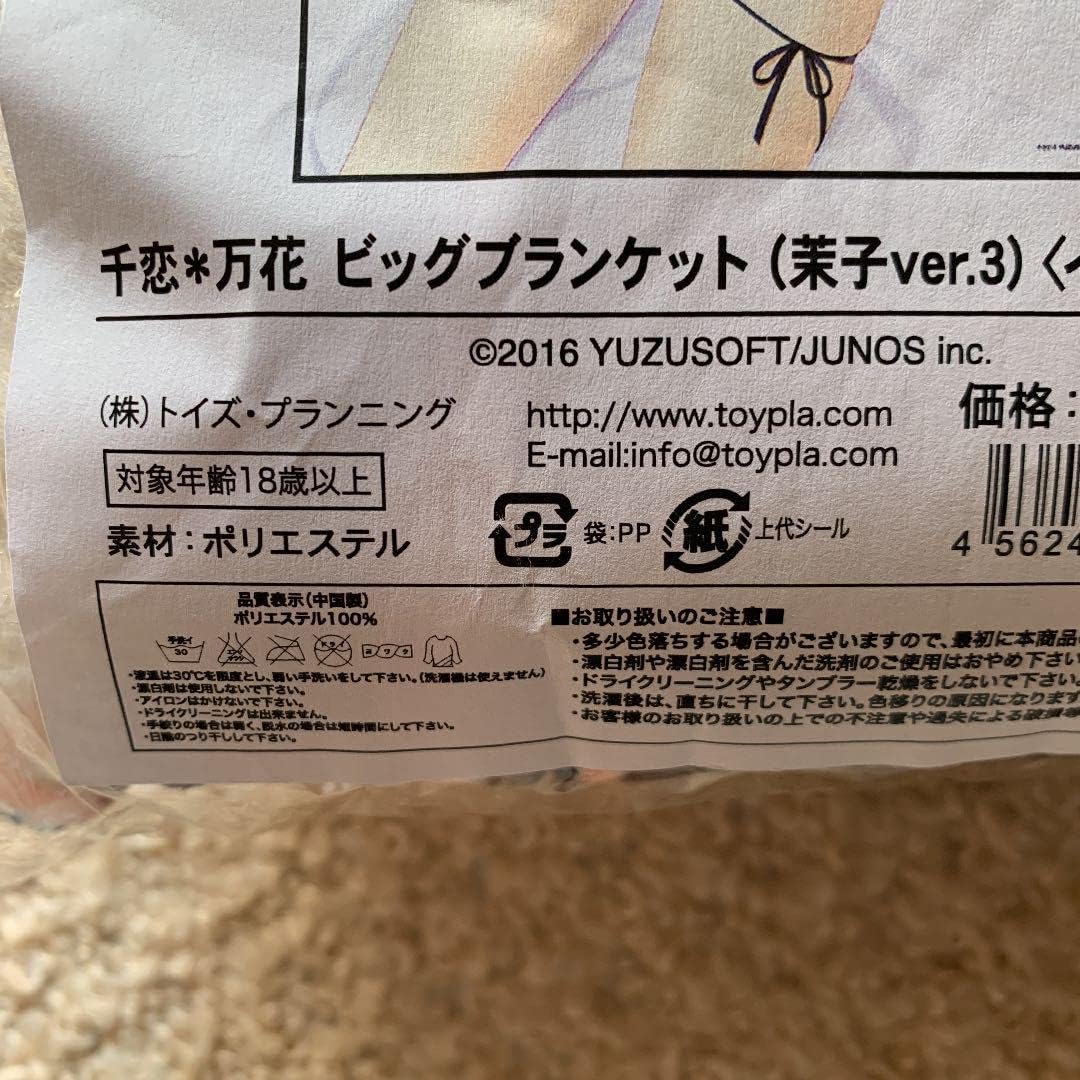 千恋*万花 ビッグブランケット(茉子ver.3)〈
©2016 YUZUSOFT/JUNOS inc.
(株)トイズ・プランニング
http://www.toypla.com
価格:
E-mail:info@toypla.com
対象年齢18歳以上
素材:ポリエステル
プラ 袋:PP 紙 上代シール
4 5624
品質表示(中国製)
ポリエステル100%
手洗イ 30 エンソサラシ ドライ ヨワク
・液温は30℃を限度とし、弱い手洗いをして下さい。(洗濯機は使えません)
・漂白剤は使用しないで下さい。
・アイロンはかけないで下さい。
・ドライクリーニングは出来ません。
・手絞りの場合は弱く、脱水の場合は短時間にして下さい。
・日陰のつり干しして下さい。
■お取り扱いのご注意■
・多少色落ちする場合がございますので、最初に本商品
・漂白剤や漂白剤を含んだ洗剤のご使用はおやめ下さい
・ドライクリーニングやタンブラー乾燥をしないで下さい。
・洗濯後は、直ちに干して下さい。色移りの原因になります
・お客様のお取り扱いの上での不注意や過失による破損等